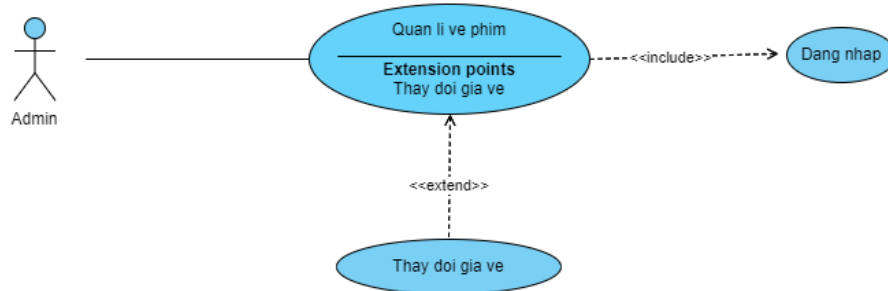 Quan li ve phim
Extension points
Thay doi gia ve
<<include>>
Dang nhap
Admin
<<extend>>
Thay doi gia ve